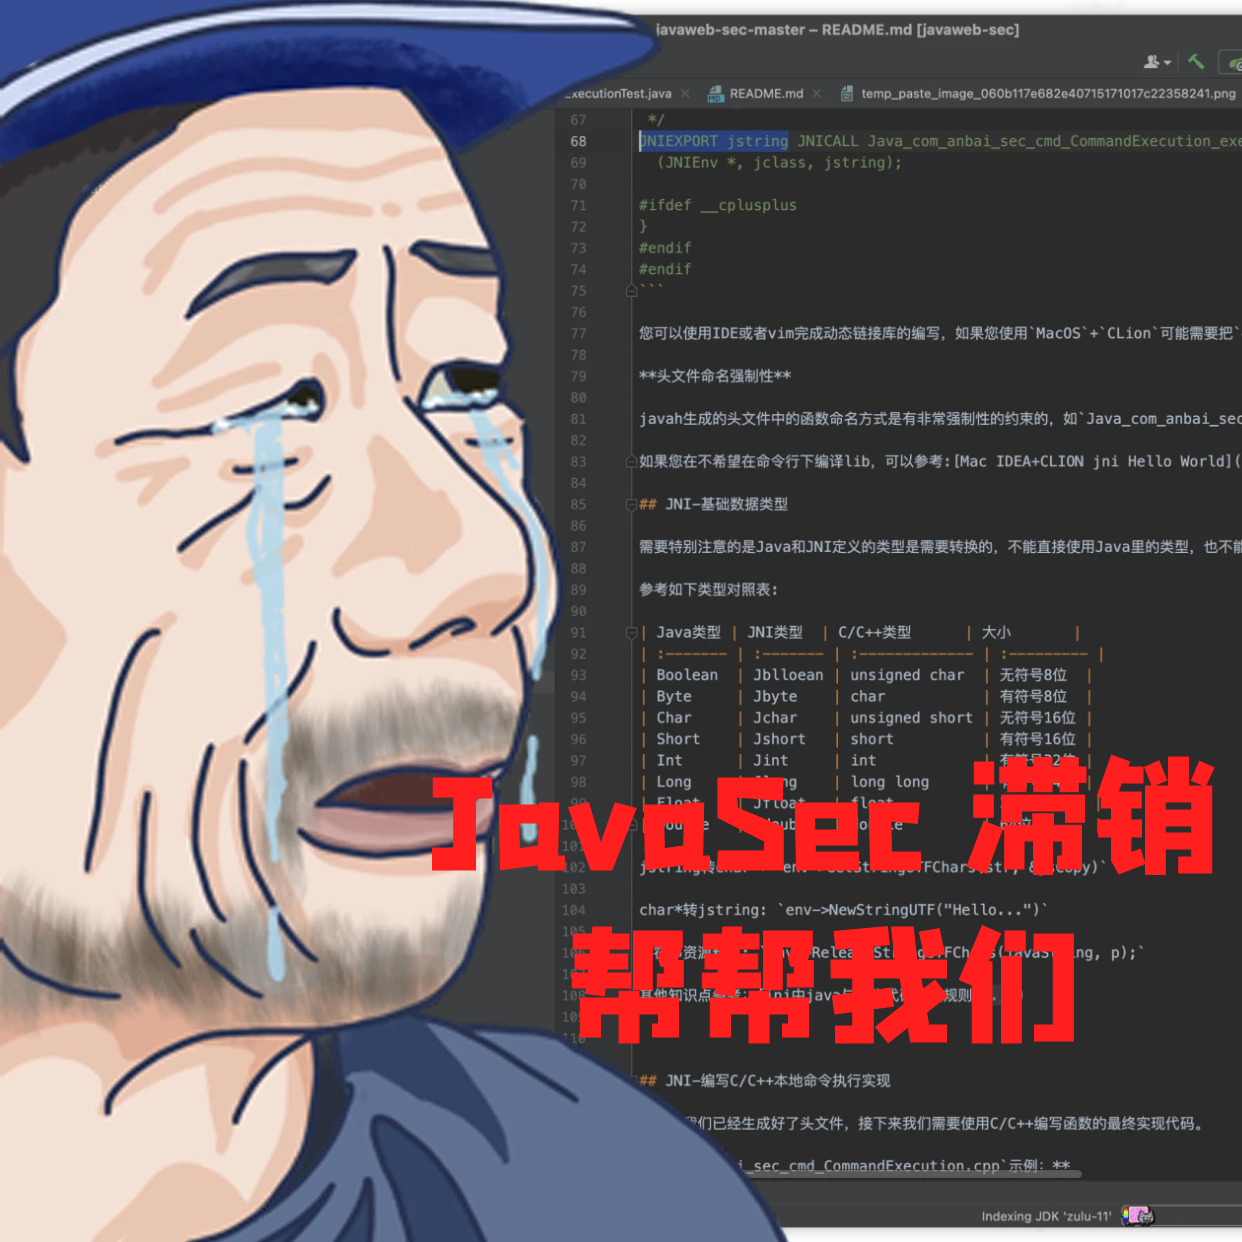 javaweb-sec-master – README.md [javaweb-sec]
ExecutionTest.java × README.md × temp_paste_image_060b117e682e40715171017c22358241.png
67 */
68 JNIEXPORT jstring JNICALL Java_com_anbai_sec_cmd_CommandExecution_exe
69 (JNIEnv *, jclass, jstring);
70
71 #ifdef __cplusplus
72 }
73 #endif
74 #endif
75 ```
76
77 您可以使用IDE或者vim完成动态链接库的编写，如果您使用`MacOS`+`CLion`可能需要把`
78
79 **头文件命名强制性**
80
81 javah生成的头文件中的函数命名方式是有非常强制性的约束的，如`Java_com_anbai_sec
82
83 如果您在不希望在命令行下编译lib，可以参考:[Mac IDEA+CLION jni Hello World](
84
85 ## JNI-基础数据类型
86
87 需要特别注意的是Java和JNI定义的类型是需要转换的，不能直接使用Java里的类型，也不能
88
89 参考如下类型对照表:
90
91 | Java类型 | JNI类型 | C/C++类型 | 大小 |
92 | :------- | :------- | :------------- | :--------- |
93 | Boolean | Jblloean | unsigned char | 无符号8位 |
94 | Byte | Jbyte | char | 有符号8位 |
95 | Char | Jchar | unsigned short | 无符号16位 |
96 | Short | Jshort | short | 有符号16位 |
97 | Int | Jint | int |
98 | Long | long long
JavaSec 滞销
103
104 char*转jstring: `env->NewStringUTF("Hello...")`
帮帮我们
## JNI-编写C/C++本地命令执行实现
我们已经生成好了头文件，接下来我们需要使用C/C++编写函数的最终实现代码。
i_sec_cmd_CommandExecution.cpp`示例: **
Indexing JDK 'zulu-11'